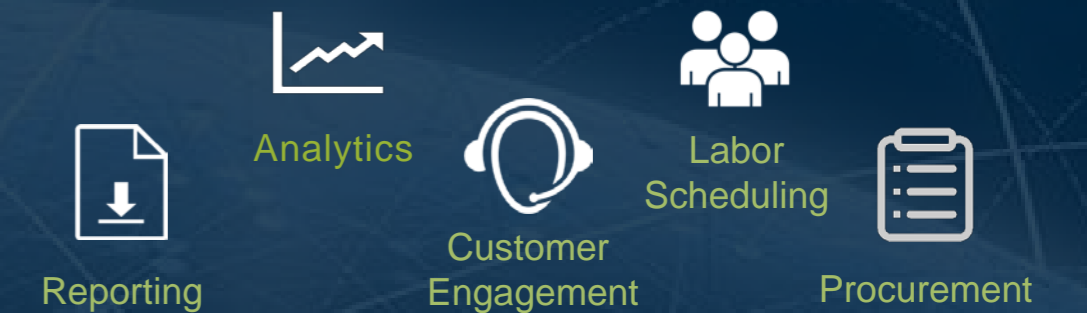 Analytics
Labor
Scheduling
Customer
Engagement
Reporting
Procurement